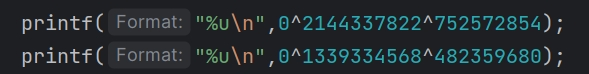 printf( Format: "%u\n",0^2144337822^752572854);
printf( Format: "%u\n",0^1339334568^482359680);